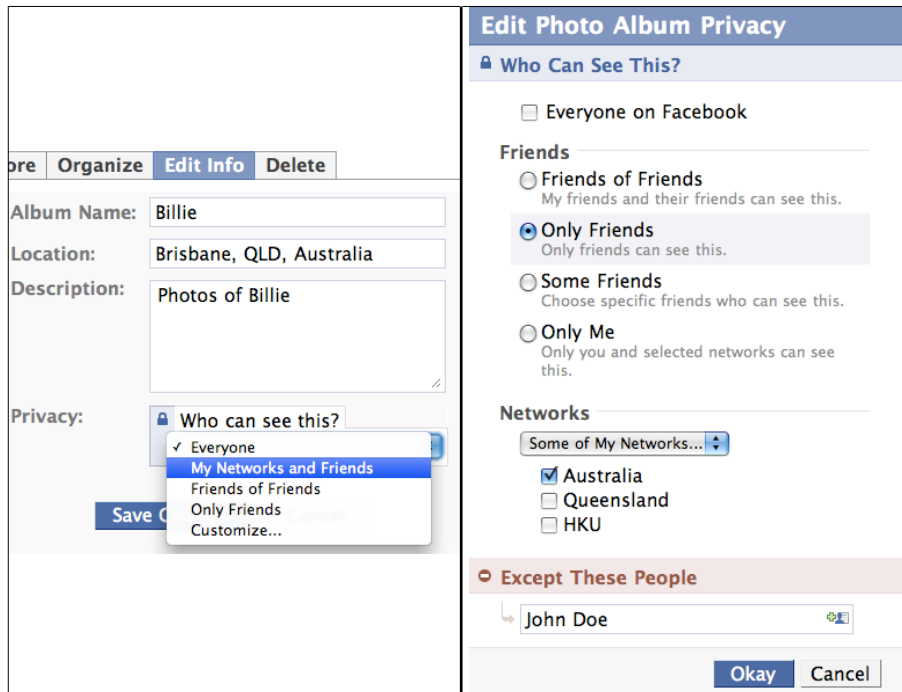 ore Organize Edit Info Delete
Album Name: Billie
Location: Brisbane, QLD, Australia
Description: Photos of Billie
Privacy: Who can see this?
✓ Everyone
My Networks and Friends
Friends of Friends
Only Friends
Customize...
Save
Edit Photo Album Privacy
Who Can See This?
Everyone on Facebook
Friends
Friends of Friends
My friends and their friends can see this.
Only Friends
Only friends can see this.
Some Friends
Choose specific friends who can see this.
Only Me
Only you and selected networks can see
this.
Networks
Some of My Networks...
Australia
Queensland
HKU
Except These People
John Doe
Okay Cancel